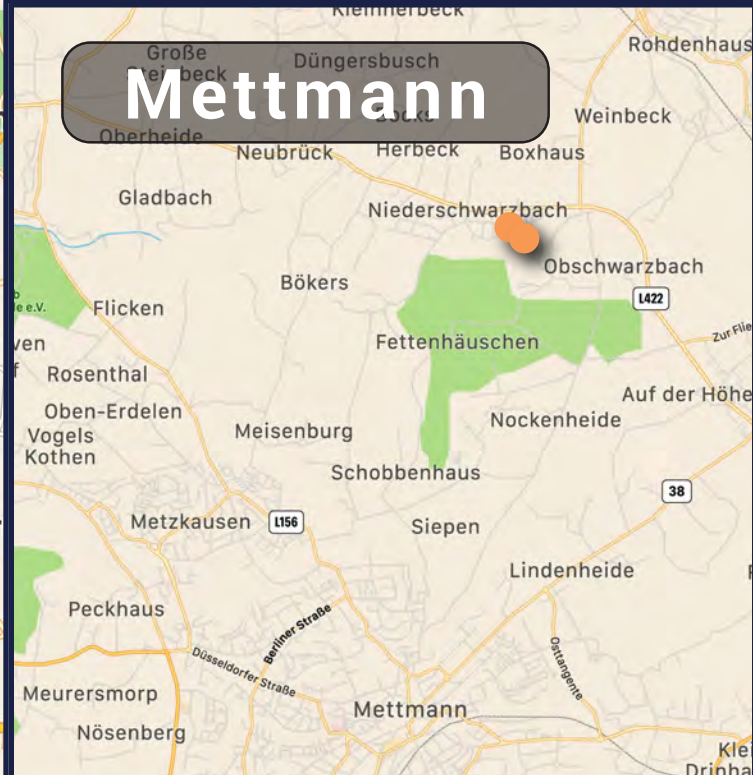 Kleinherbeck
Rohdenhaus
Große
Steinbeck
Düngersbusch
Mettmann
Weinbeck
Oberheide
Neubrück
Herbeck
Boxhaus
Gladbach
Niederschwarzbach
Obschwarzbach
Bökers
L422
Flicken
Fettenhäuschen
Rosenthal
Auf der Höhe
Oben-Erdelen
Nockenheide
Meisenburg
Vogels
Kothen
Schobbenhaus
38
Metzkausen
L156
Siepen
Lindenheide
Peckhaus
Berliner Straße
Osttangente
Düsseldorfer Straße
Meurersmorp
Mettmann
Nösenberg